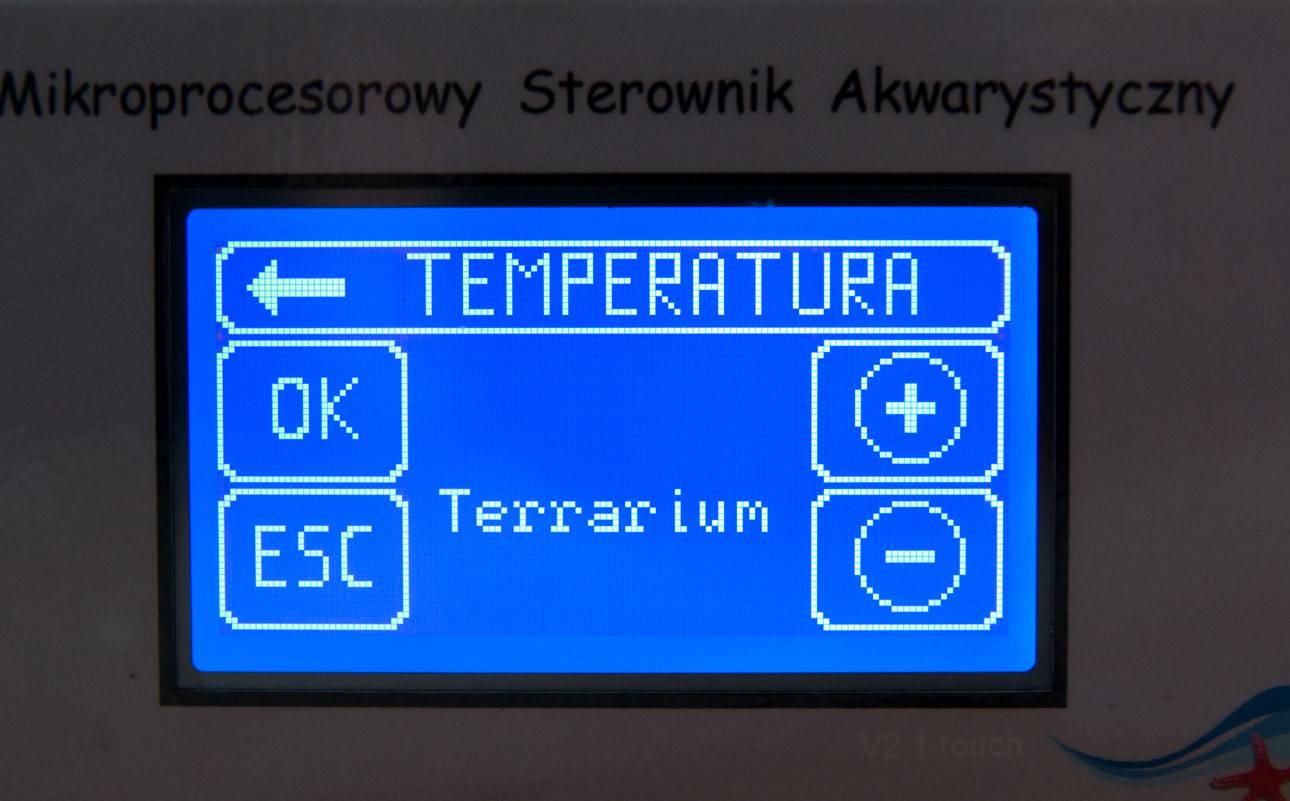 Mikroprocesorowy Sterownik Akwarystyczny
TEMPERATURA
OK
Terrarium
ESC
V2.1-touch